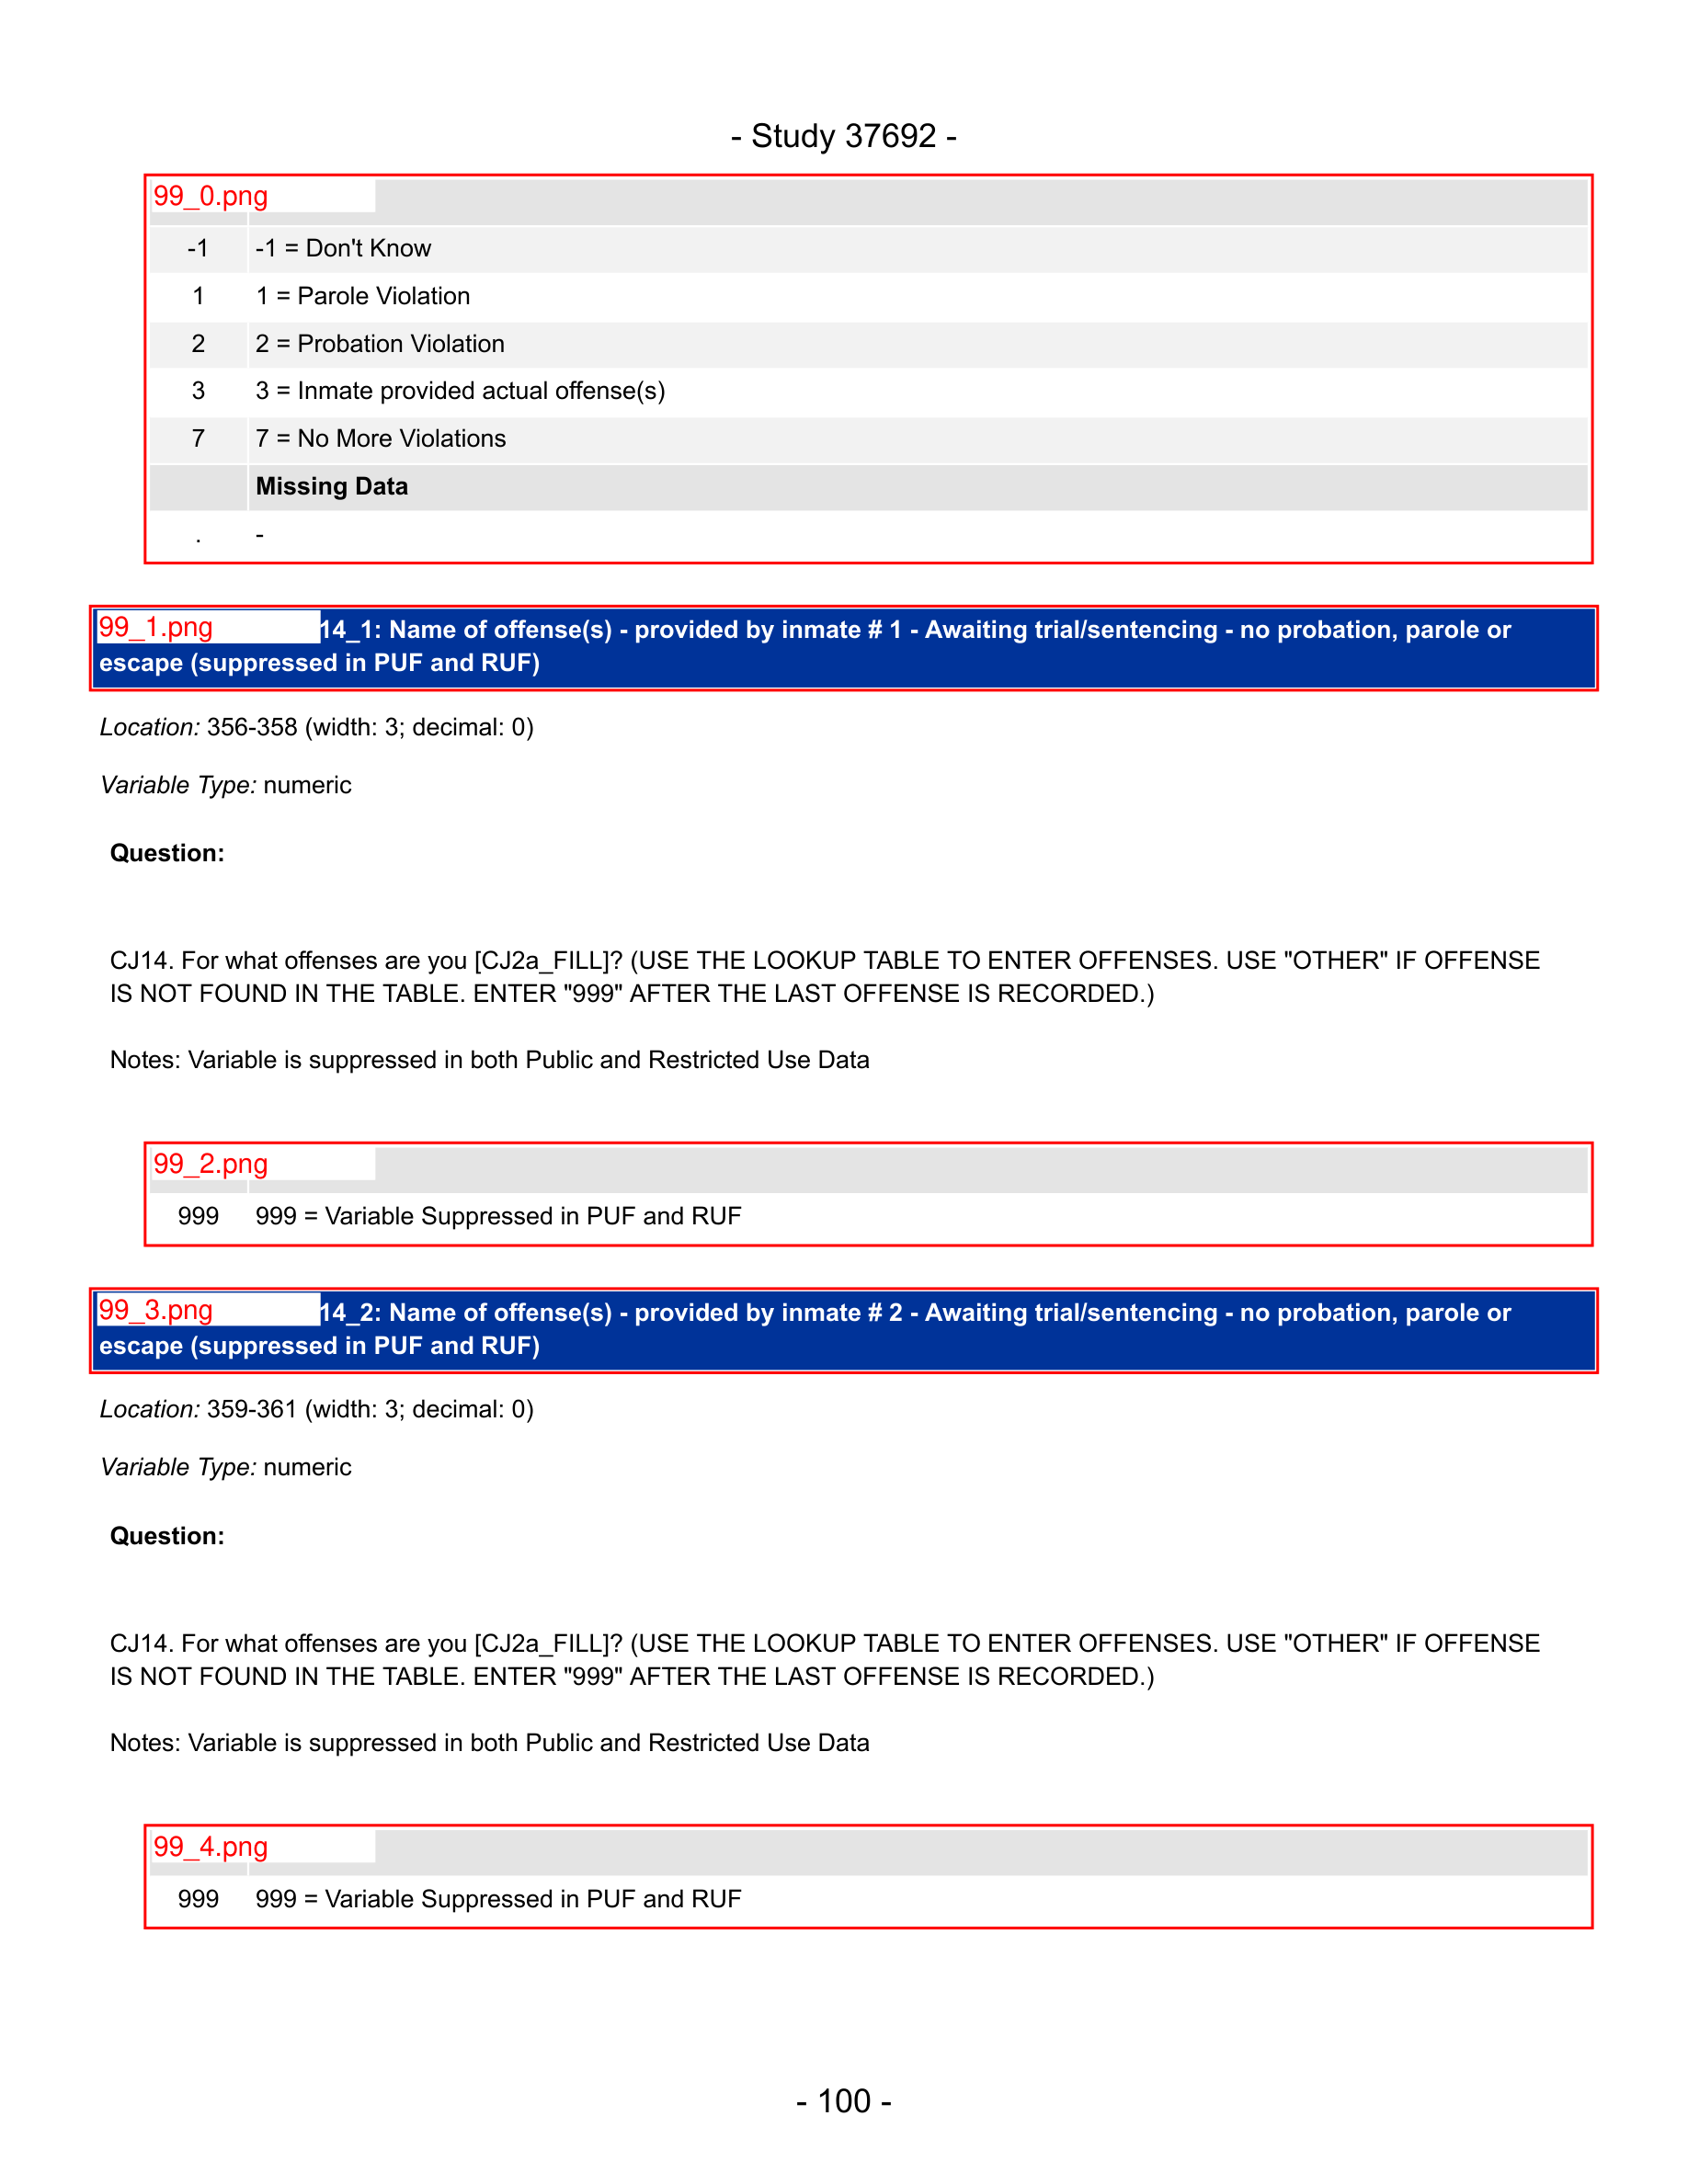 - Study 37692 -
99_0.png
-1 -1 = Don't Know
1 1 = Parole Violation
2 2 = Probation Violation
3 3 = Inmate provided actual offense(s)
7 7 = No More Violations
Missing Data
. -
99_1.png 14_1: Name of offense(s) - provided by inmate # 1 - Awaiting trial/sentencing - no probation, parole or
escape (suppressed in PUF and RUF)
Location: 356-358 (width: 3; decimal: 0)
Variable Type: numeric
Question:
CJ14. For what offenses are you [CJ2a_FILL]? (USE THE LOOKUP TABLE TO ENTER OFFENSES. USE "OTHER" IF OFFENSE
IS NOT FOUND IN THE TABLE. ENTER "999" AFTER THE LAST OFFENSE IS RECORDED.)
Notes: Variable is suppressed in both Public and Restricted Use Data
99_2.png
999 999 = Variable Suppressed in PUF and RUF
99_3.png 14_2: Name of offense(s) - provided by inmate # 2 - Awaiting trial/sentencing - no probation, parole or
escape (suppressed in PUF and RUF)
Location: 359-361 (width: 3; decimal: 0)
Variable Type: numeric
Question:
CJ14. For what offenses are you [CJ2a_FILL]? (USE THE LOOKUP TABLE TO ENTER OFFENSES. USE "OTHER" IF OFFENSE
IS NOT FOUND IN THE TABLE. ENTER "999" AFTER THE LAST OFFENSE IS RECORDED.)
Notes: Variable is suppressed in both Public and Restricted Use Data
99_4.png
999 999 = Variable Suppressed in PUF and RUF
- 100 -